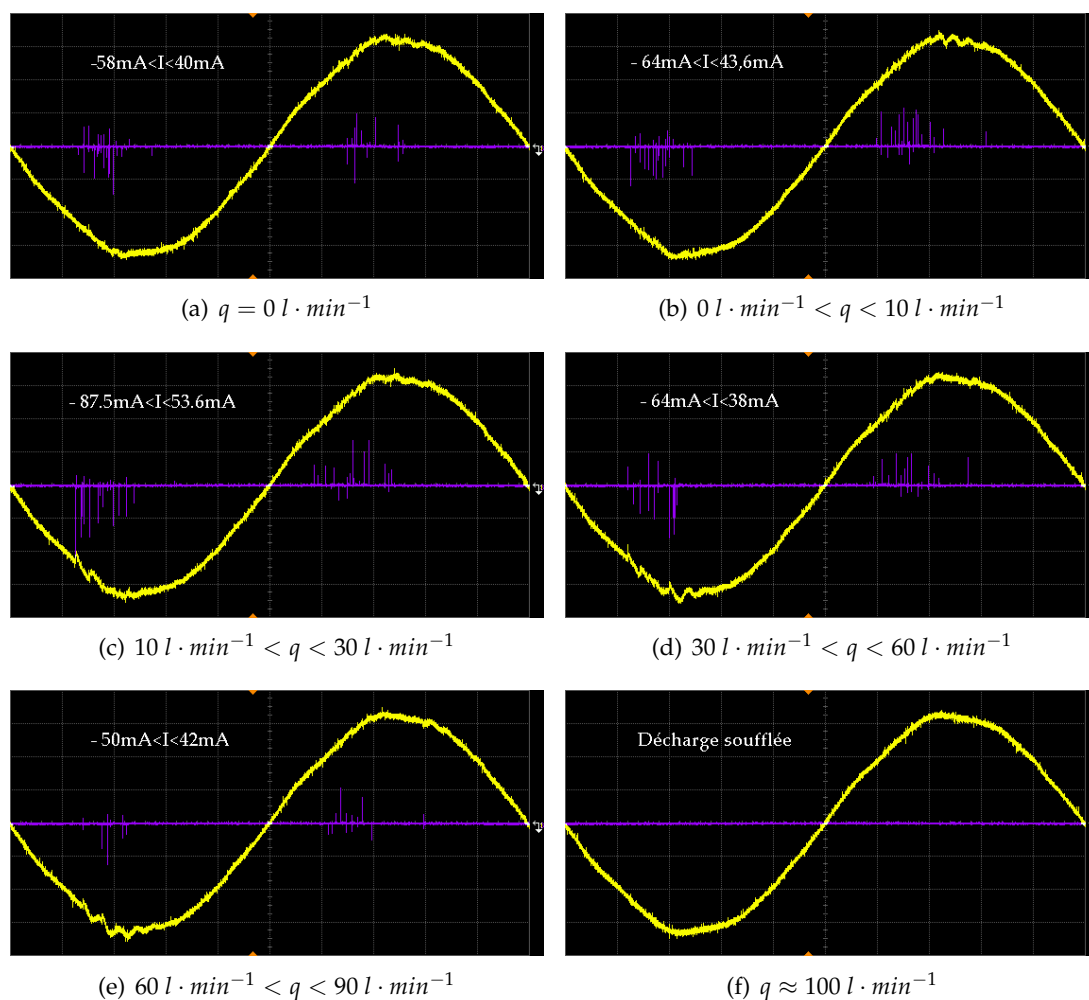 -58mA<I<40mA
- 64mA<I<43,6mA
(a) q = 0 l · min⁻¹
(b) 0 l · min⁻¹ < q < 10 l · min⁻¹
- 87.5mA<I<53.6mA
- 64mA<I<38mA
(c) 10 l · min⁻¹ < q < 30 l · min⁻¹
(d) 30 l · min⁻¹ < q < 60 l · min⁻¹
- 50mA<I<42mA
Décharge soufflée
(e) 60 l · min⁻¹ < q < 90 l · min⁻¹
(f) q ≈ 100 l · min⁻¹